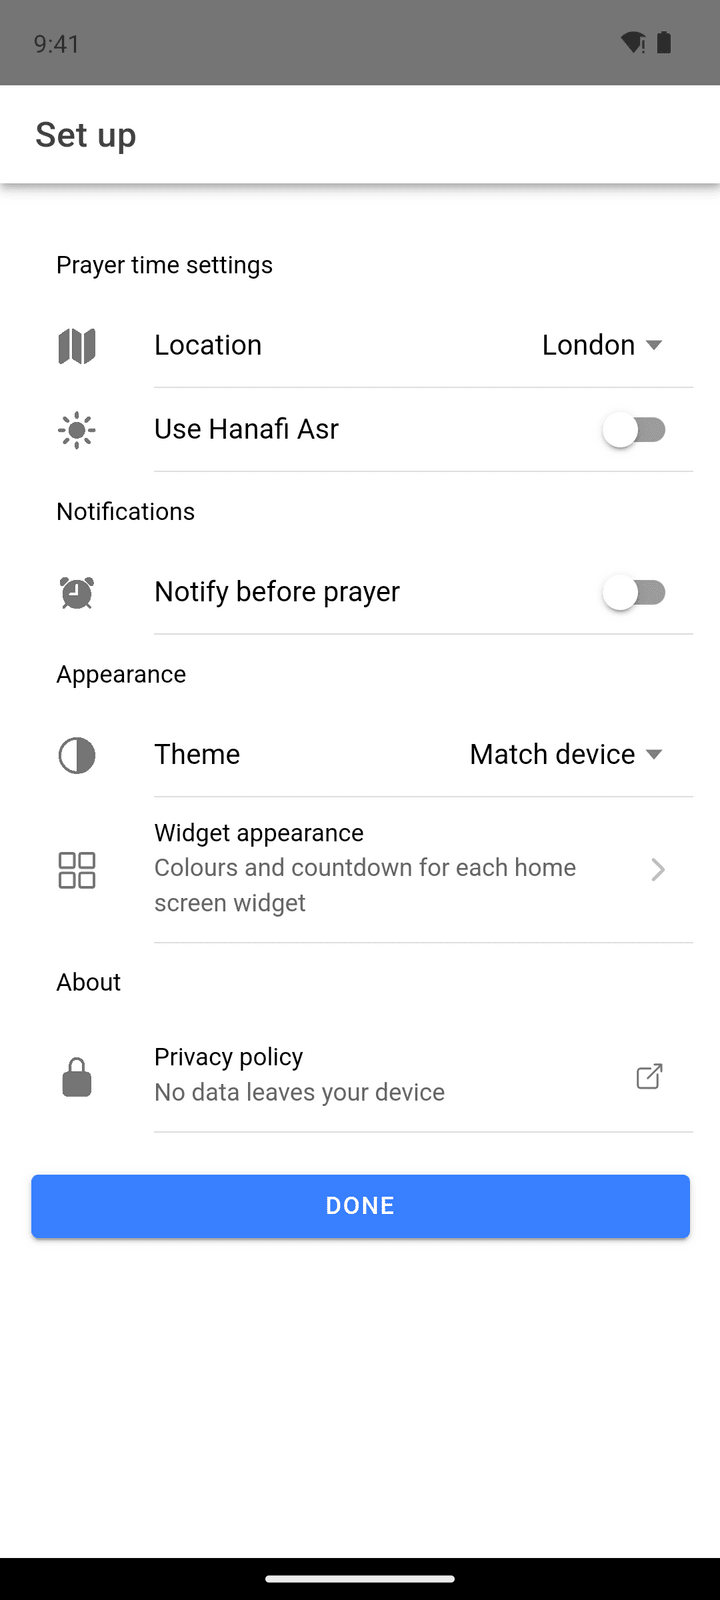 9:41
Set up
Prayer time settings
Location
London
Use Hanafi Asr
Notifications
Notify before prayer
Appearance
Theme
Match device
Widget appearance
Colours and countdown for each home
screen widget
About
Privacy policy
No data leaves your device
DONE